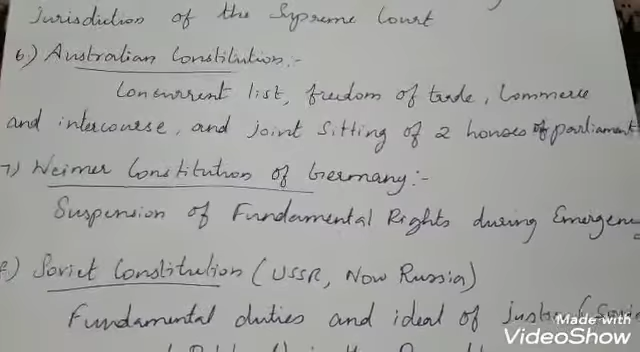 Jurisdiction of the Supreme Court
6.) Australian Constitution:-
Concurrent list, freedom of trade, Commerce
and intercourse, and joint sitting of 2 houses of parliament
7) Weimer Constitution of Germany:-
Suspension of Fundamental Rights during
Soviet Constitution (USSR, Now Russia)
Fundamental duties and ideal of
Made with
VideoShow